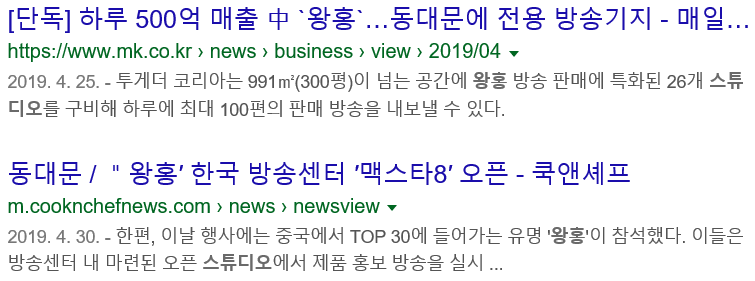 [단독] 하루 500억 매출 中 `왕홍`...동대문에 전용 방송기지 - 매일...
https://www.mk.co.kr › news › business › view › 2019/04
2019. 4. 25. - 투게더 코리아는 991㎡(300평)이 넘는 공간에 왕홍 방송 판매에 특화된 26개 스튜
디오를 구비해 하루에 최대 100편의 판매 방송을 내보낼 수 있다.
동대문 / " 왕홍′ 한국 방송센터 ′맥스타8′ 오픈 - 쿡앤셰프
m.cooknchefnews.com › news › newsview
2019. 4. 30. - 한편, 이날 행사에는 중국에서 TOP 30에 들어가는 유명 '왕홍'이 참석했다. 이들은
방송센터 내 마련된 오픈 스튜디오에서 제품 홍보 방송을 실시 ...